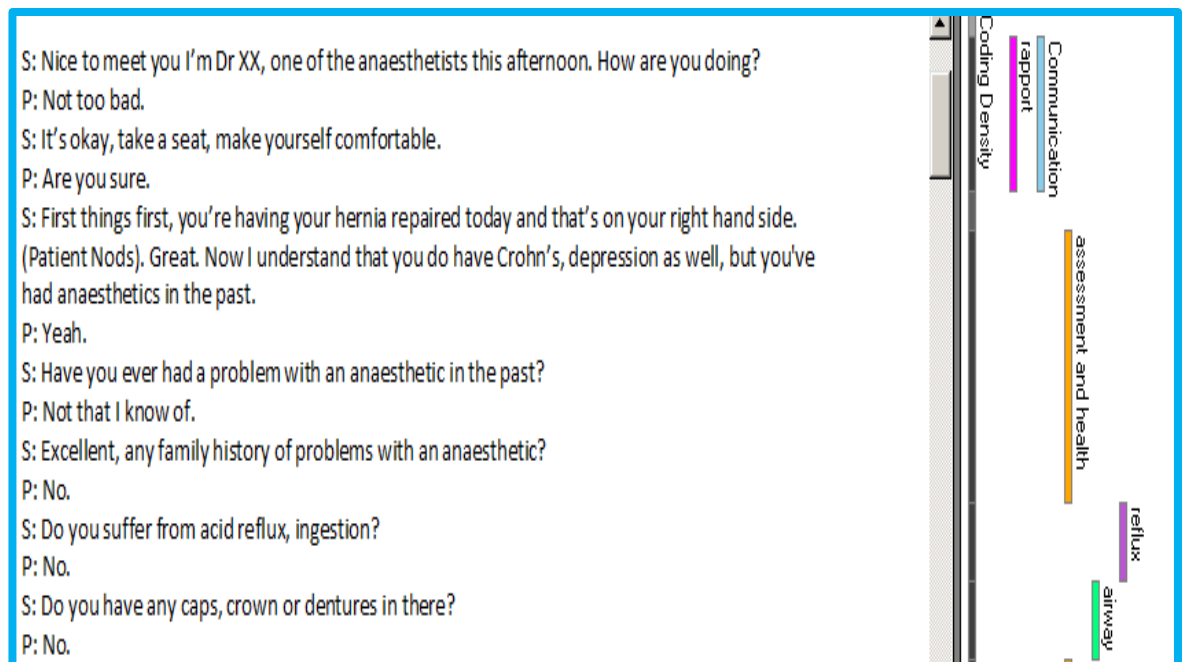 S: Nice to meet you I'm Dr XX, one of the anaesthetists this afternoon. How are you doing?
P: Not too bad.
S: It's okay, take a seat, make yourself comfortable.
P: Are you sure.
S: First things first, you're having your hernia repaired today and that's on your right hand side.
(Patient Nods). Great. Now I understand that you do have Crohn's, depression as well, but you've
had anaesthetics in the past.
P: Yeah.
S: Have you ever had a problem with an anaesthetic in the past?
P: Not that I know of.
S: Excellent, any family history of problems with an anaesthetic?
P: No.
S: Do you suffer from acid reflux, ingestion?
P: No.
S: Do you have any caps, crown or dentures in there?
P: No.
Coding Density
rapport
Communication
assessment and health
reflux
airway